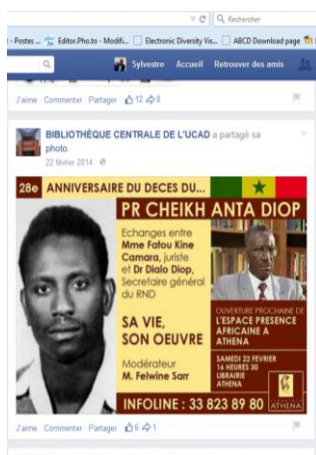 Rechercher
- Postes ... Editor.Pho.to - Modifi... Electronic Diversity Vis... ABCD Download page
Sylvestre Accueil Retrouver des amis
J'aime · Commenter · Partager · 12 8
BIBLIOTHÈQUE CENTRALE DE L'UCAD a partagé sa
photo.
22 février 2014
28e ANNIVERSAIRE DU DECES DU...
PR CHEIKH ANTA DIOP
Echanges entre
Mme Fatou Kine
Camara, juriste
et Dr Dialo Diop,
Secretaire général
du RND
SA VIE,
SON OEUVRE
Modérateur
M. Felwine Sarr
OUVERTURE PROCHAINE DE
L'ESPACE PRESENCE
AFRICAINE A
ATHENA
SAMEDI 22 FEVRIER
16 HEURES 30
LIBRAIRIE
ATHENA
INFOLINE : 33 823 89 80
ATHENA
J'aime · Commenter · Partager · 6 1